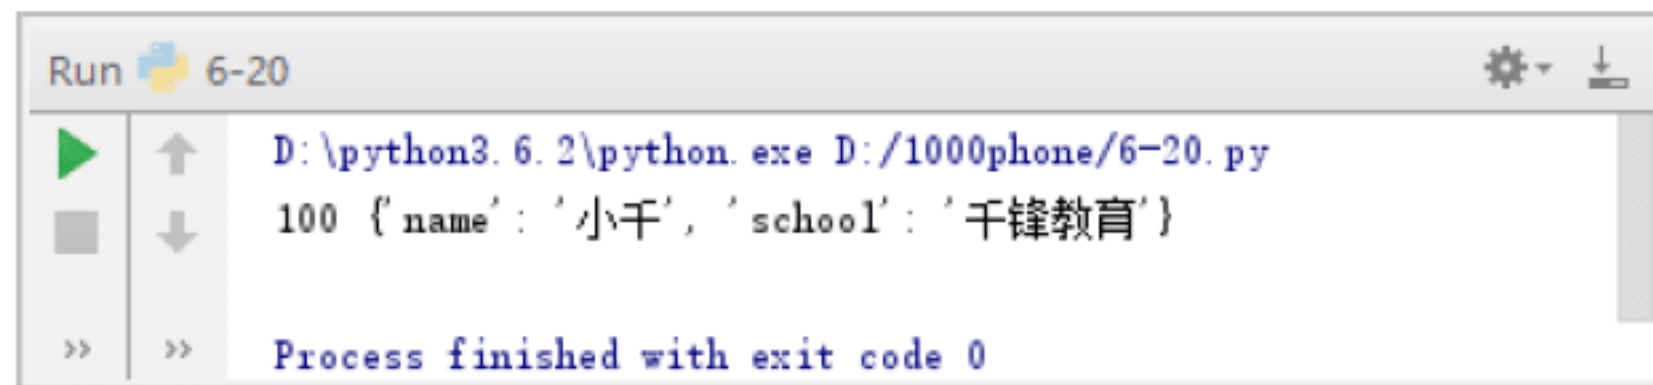 Run 6-20
D:\python3.6.2\python.exe D:/1000phone/6-20.py
100 {'name': '小千', 'school': '千锋教育'}
Process finished with exit code 0